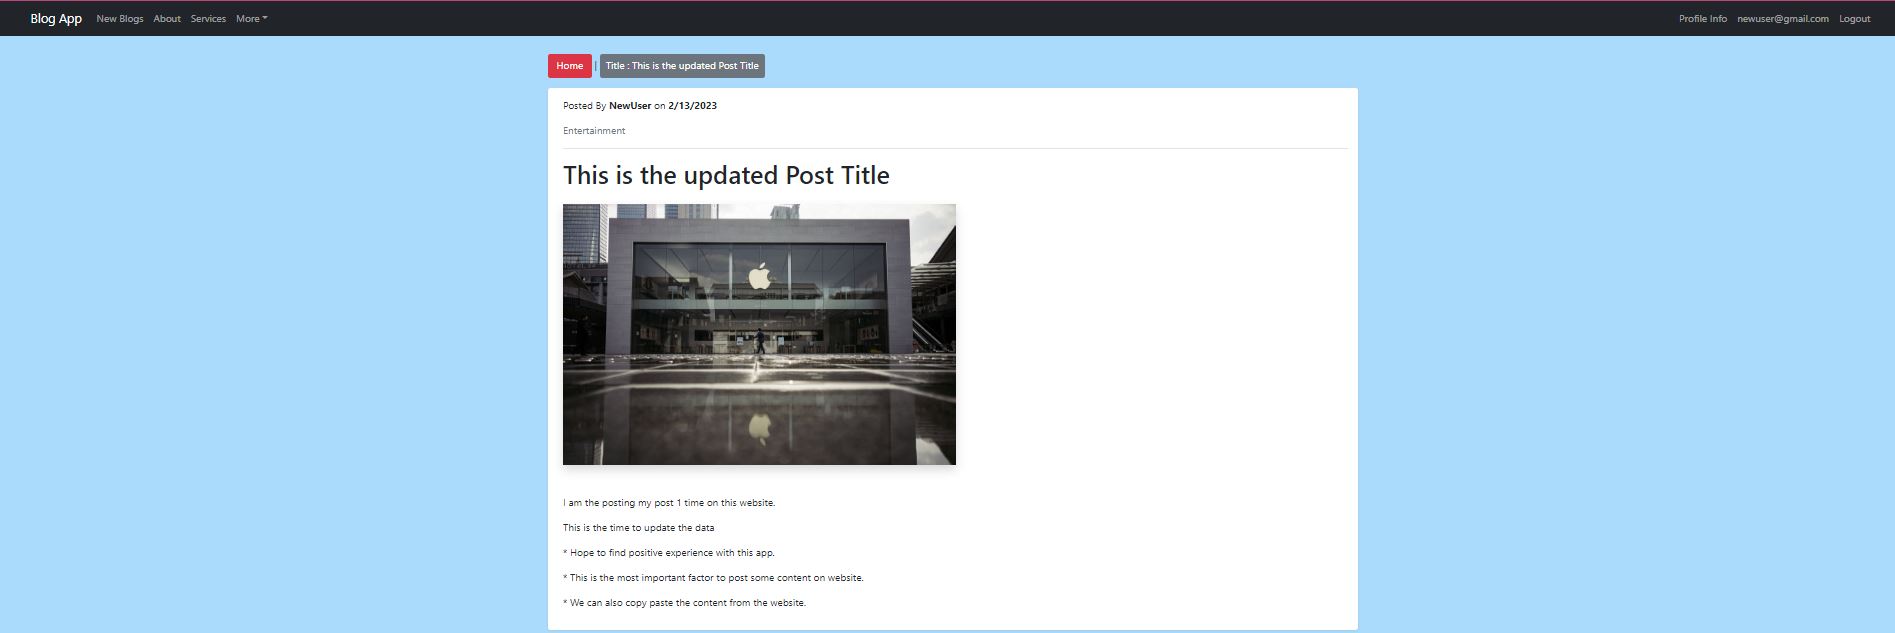 Blog App New Blogs About Services More Profile Info newuser@gmail.com Logout
Home | Title : This is the updated Post Title
Posted By NewUser on 2/13/2023
Entertainment
This is the updated Post Title
I am the posting my post 1 time on this website.
This is the time to update the data
* Hope to find positive experience with this app.
* This is the most important factor to post some content on website.
* We can also copy paste the content from the website.